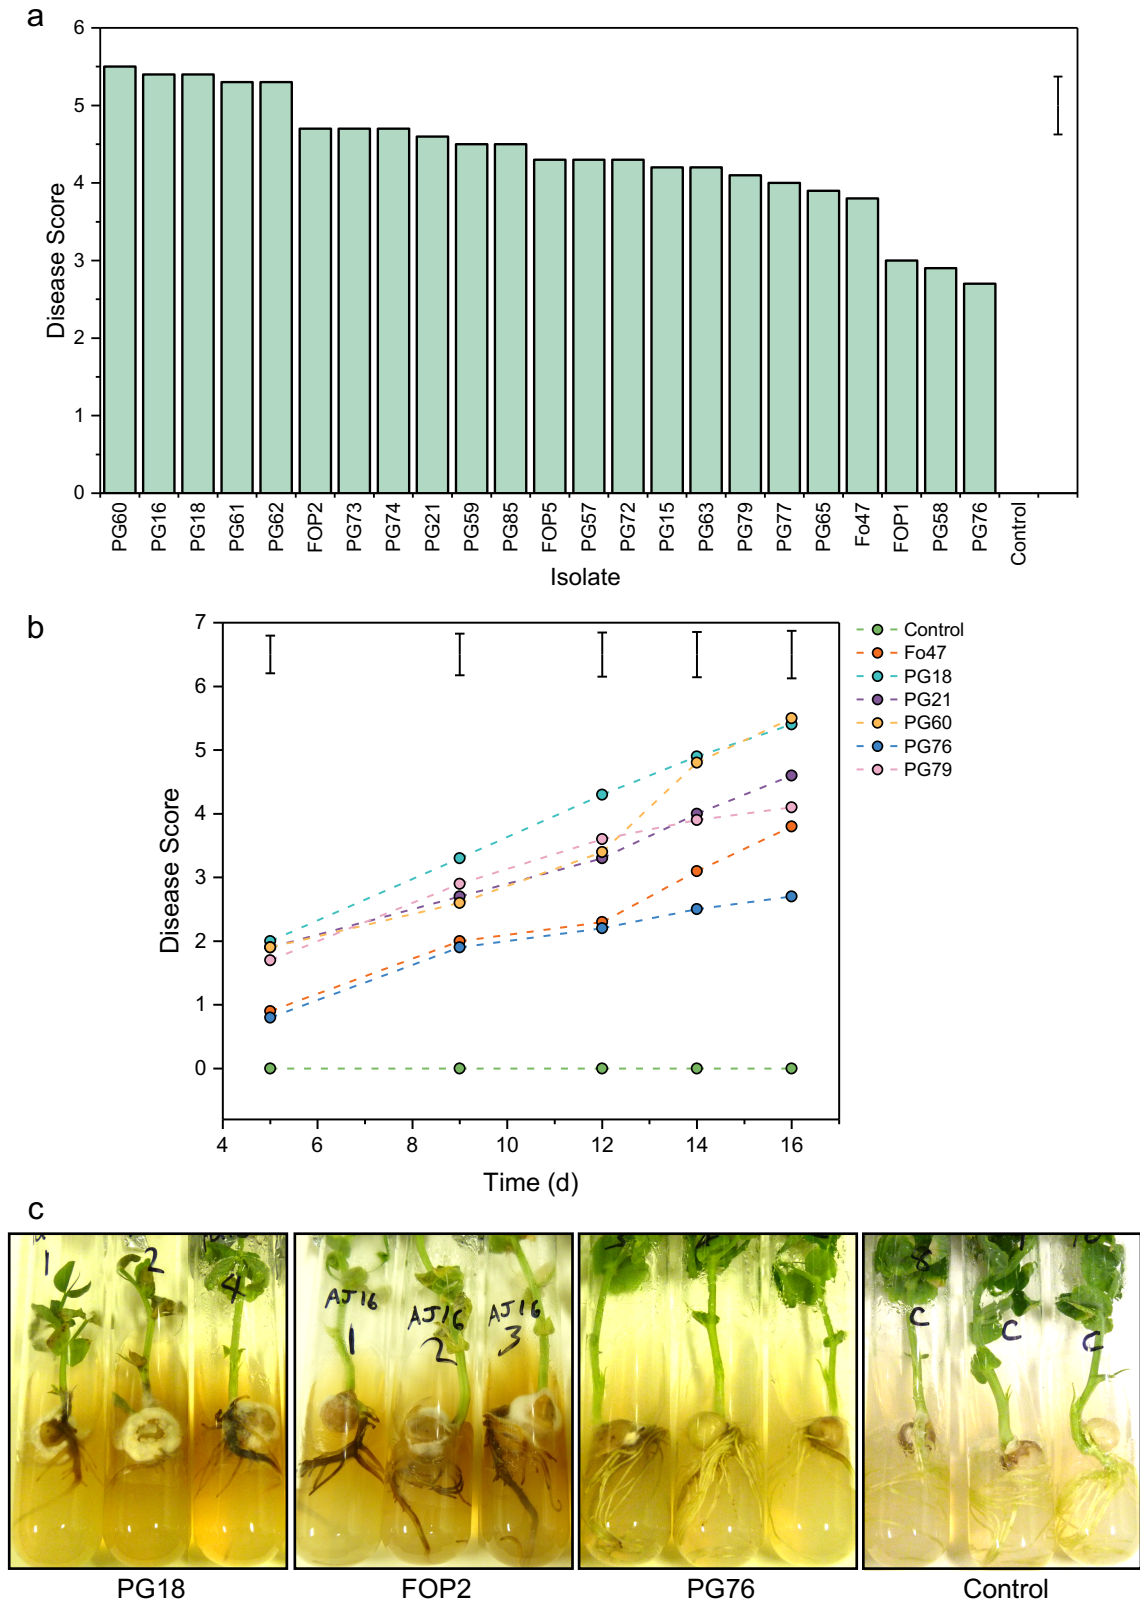 a
6
5
4
3
2
1
0
Disease Score
PG60 PG16 PG18 PG61 PG62 FOP2 PG73 PG74 PG21 PG59 PG85 FOP5 PG57 PG72 PG15 PG63 PG79 PG77 PG65 Fo47 FOP1 PG58 PG76 Control
Isolate
b
7
6
5
4
3
2
1
0
Disease Score
4 6 8 10 12 14 16
Time (d)
Control
Fo47
PG18
PG21
PG60
PG76
PG79
c
1 2 4
AJ16
1
AJ16
2
AJ16
3
8
C
C
C
PG18 FOP2 PG76 Control